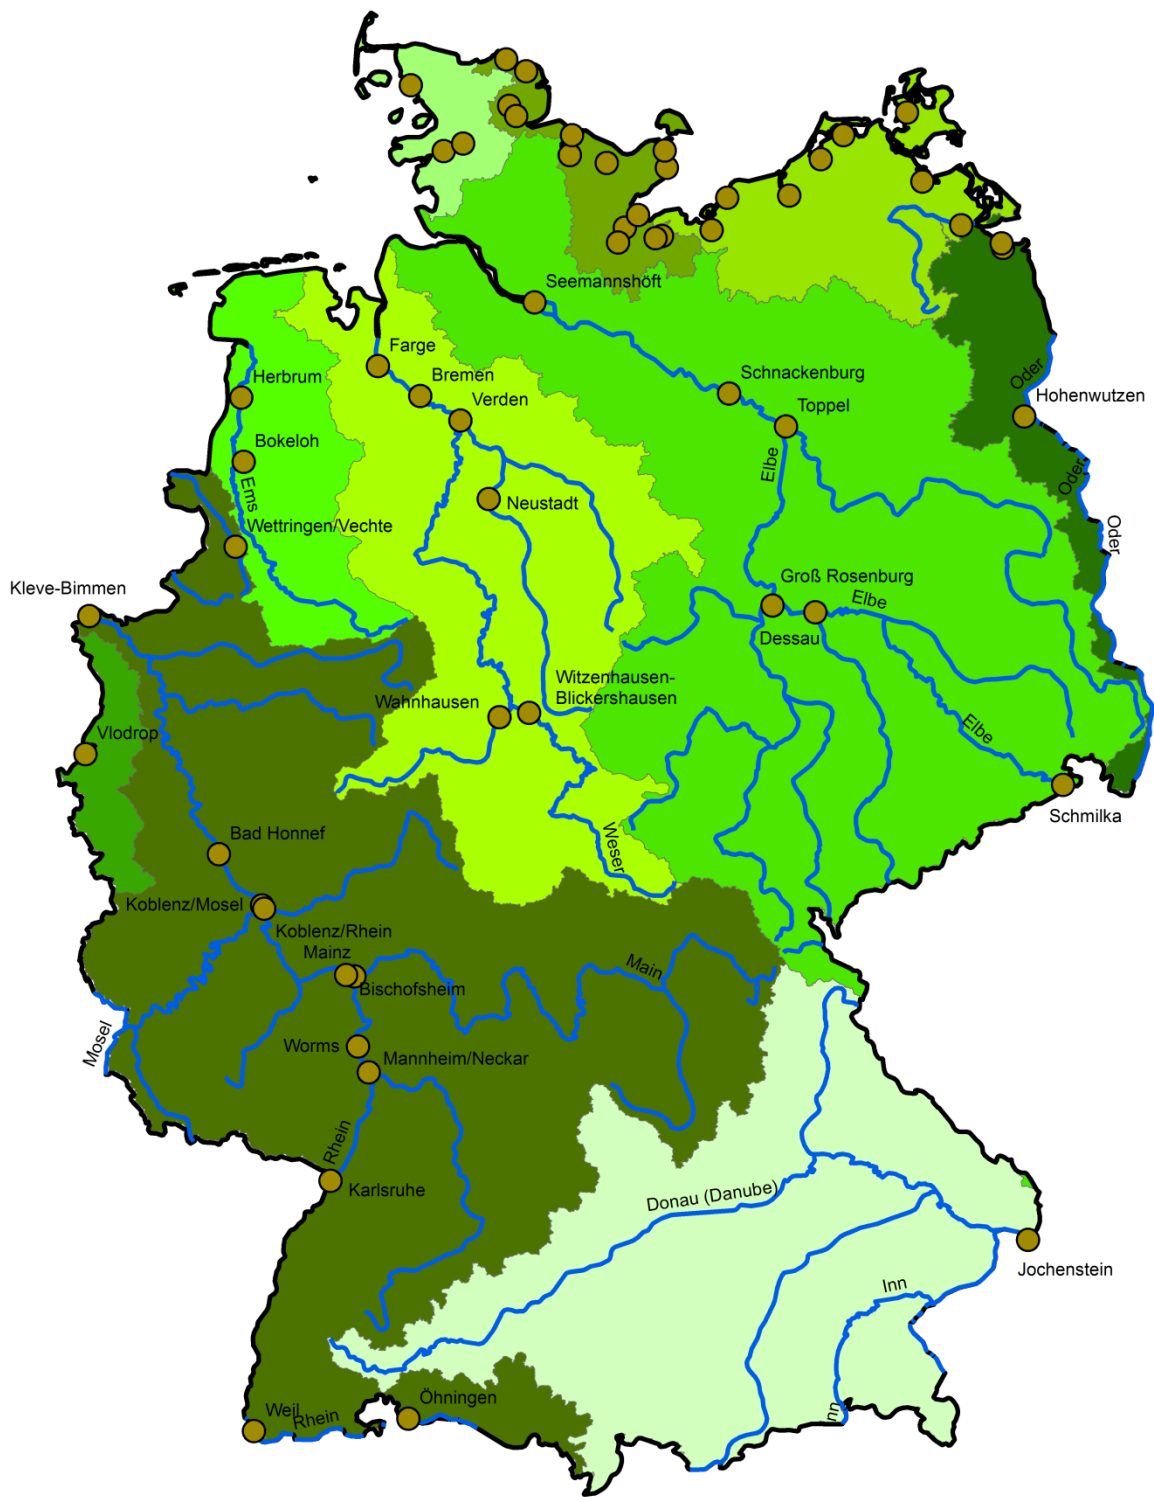 Seemannshöft
Farge
Bremen
Verden
Herbrum
Schnackenburg
Toppel
Oder
Hohenwutzen
Bokeloh
Ems
Elbe
Oder
Neustadt
Wettringen/Vechte
Oder
Kleve-Bimmen
Groß Rosenburg
Elbe
Dessau
Witzenhausen-
Blickershausen
Wahnhausen
Vlodrop
Elbe
Schmilka
Bad Honnef
Weser
Koblenz/Mosel
Koblenz/Rhein
Mainz
Main
Bischofsheim
Mosel
Worms
Mannheim/Neckar
Rhein
Karlsruhe
Donau (Danube)
Jochenstein
Inn
Öhningen
Weil
Rhein
Inn